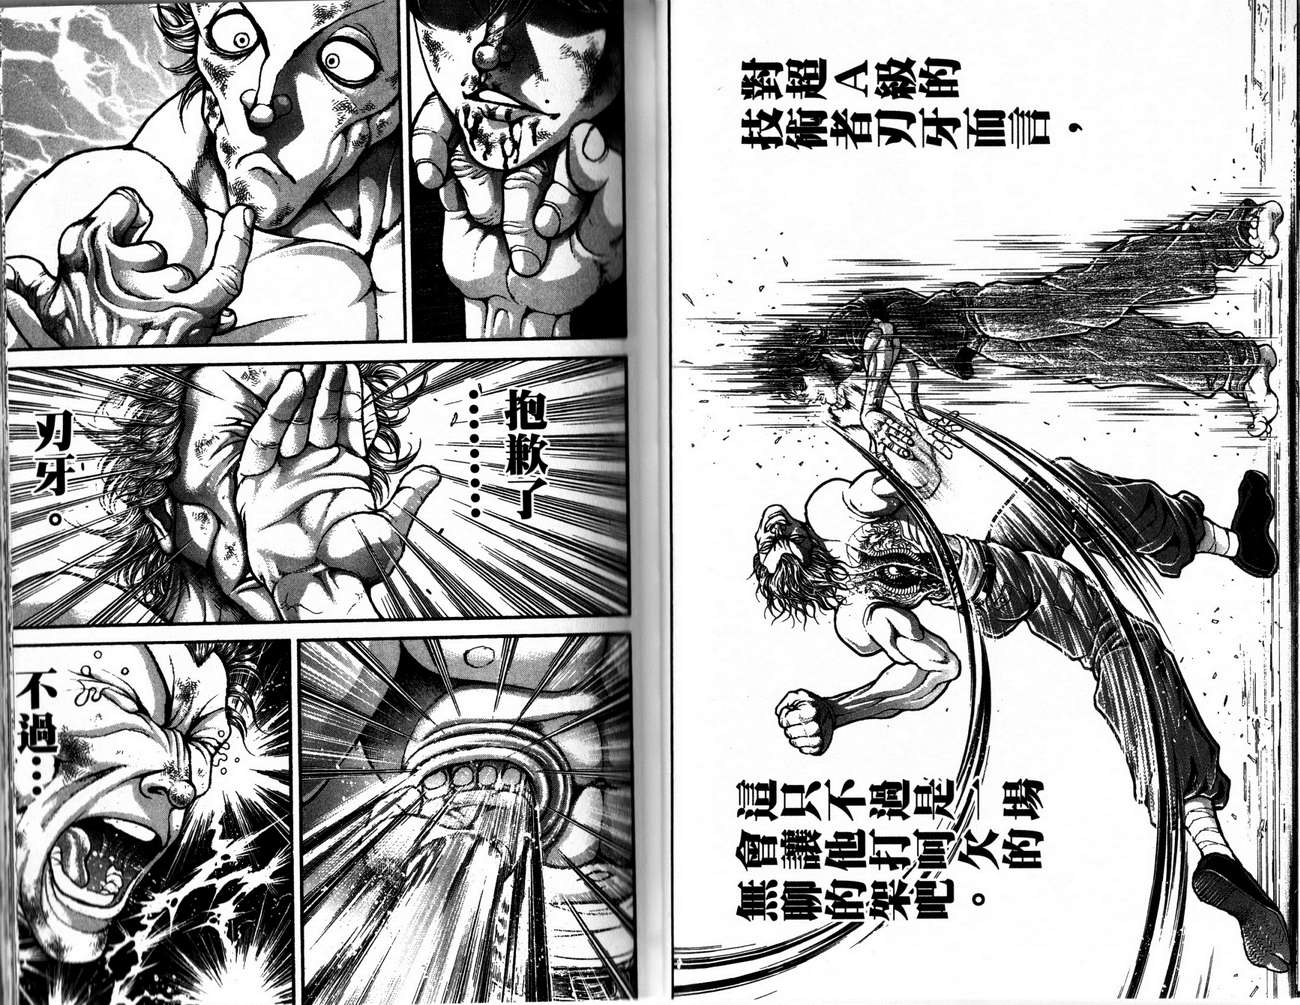 對超A級的
技術者刃牙而言，
這只不過是一場
會讓他打呵欠的
無聊的架吧。
抱歉了
…………
刃牙。
不過…